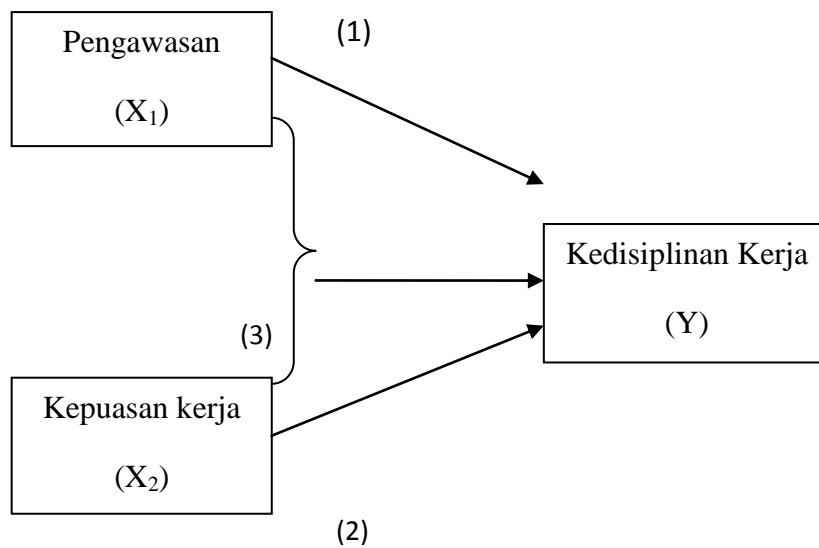 (1)
Pengawasan
(X₁)
Kedisiplinan Kerja
(Y)
(3)
Kepuasan kerja
(X₂)
(2)